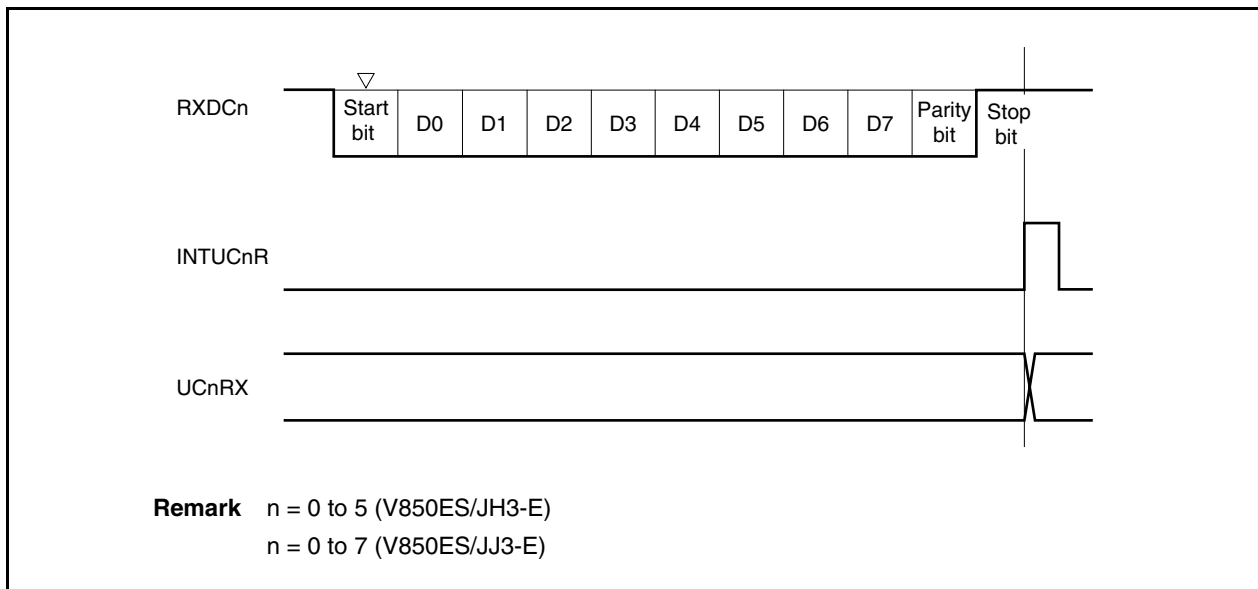 RXDCn
Start bit
D0
D1
D2
D3
D4
D5
D6
D7
Parity bit
Stop bit
INTUCnR
UCnRX
Remark n = 0 to 5 (V850ES/JH3-E)
n = 0 to 7 (V850ES/JJ3-E)